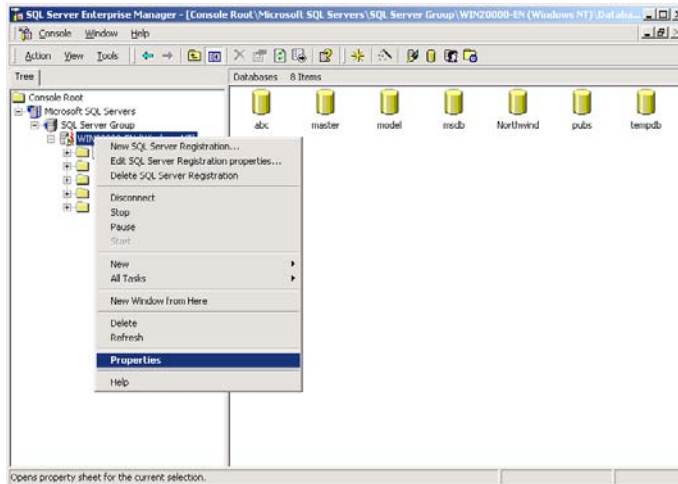 SQL Server Enterprise Manager - [Console Root\Microsoft SQL Servers\SQL Server Group\WIN20000-EN (Windows NT)\Databa...
Console Window Help
Action View Tools
Tree
Databases 8 Items
Console Root
Microsoft SQL Servers
SQL Server Group
abc master model msdb Northwind pubs tempdb
New SQL Server Registration...
Edit SQL Server Registration properties...
Delete SQL Server Registration
Disconnect
Stop
Pause
Start
New
All Tasks
New Window from Here
Delete
Refresh
Properties
Help
Opens property sheet for the current selection.